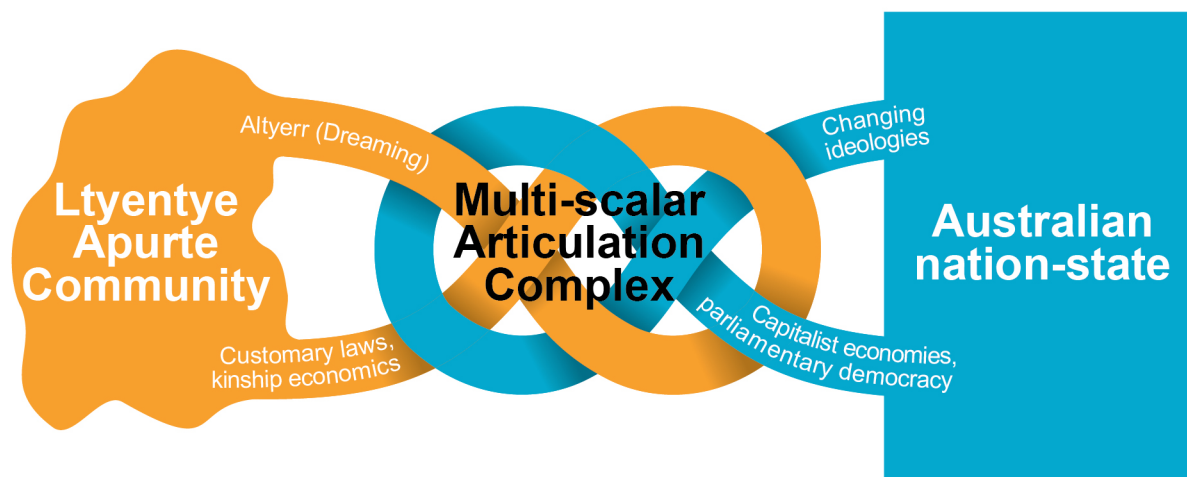 Ltyentye
Apurte
Community
Altyerr (Dreaming)
Customary laws,
kinship economics
Multi-scalar
Articulation
Complex
Changing
ideologies
Capitalist economies,
parliamentary democracy
Australian
nation-state